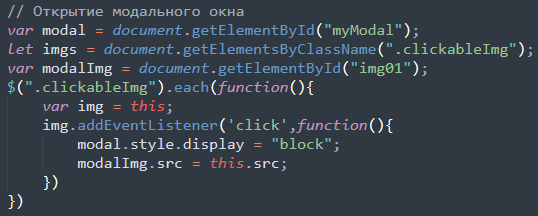 // Открытие модального окна
var modal = document.getElementById("myModal");
let imgs = document.getElementsByClassName(".clickableImg");
var modalImg = document.getElementById("img01");
$(".clickableImg").each(function(){
    var img = this;
    img.addEventListener('click',function(){
        modal.style.display = "block";
        modalImg.src = this.src;
    })
})